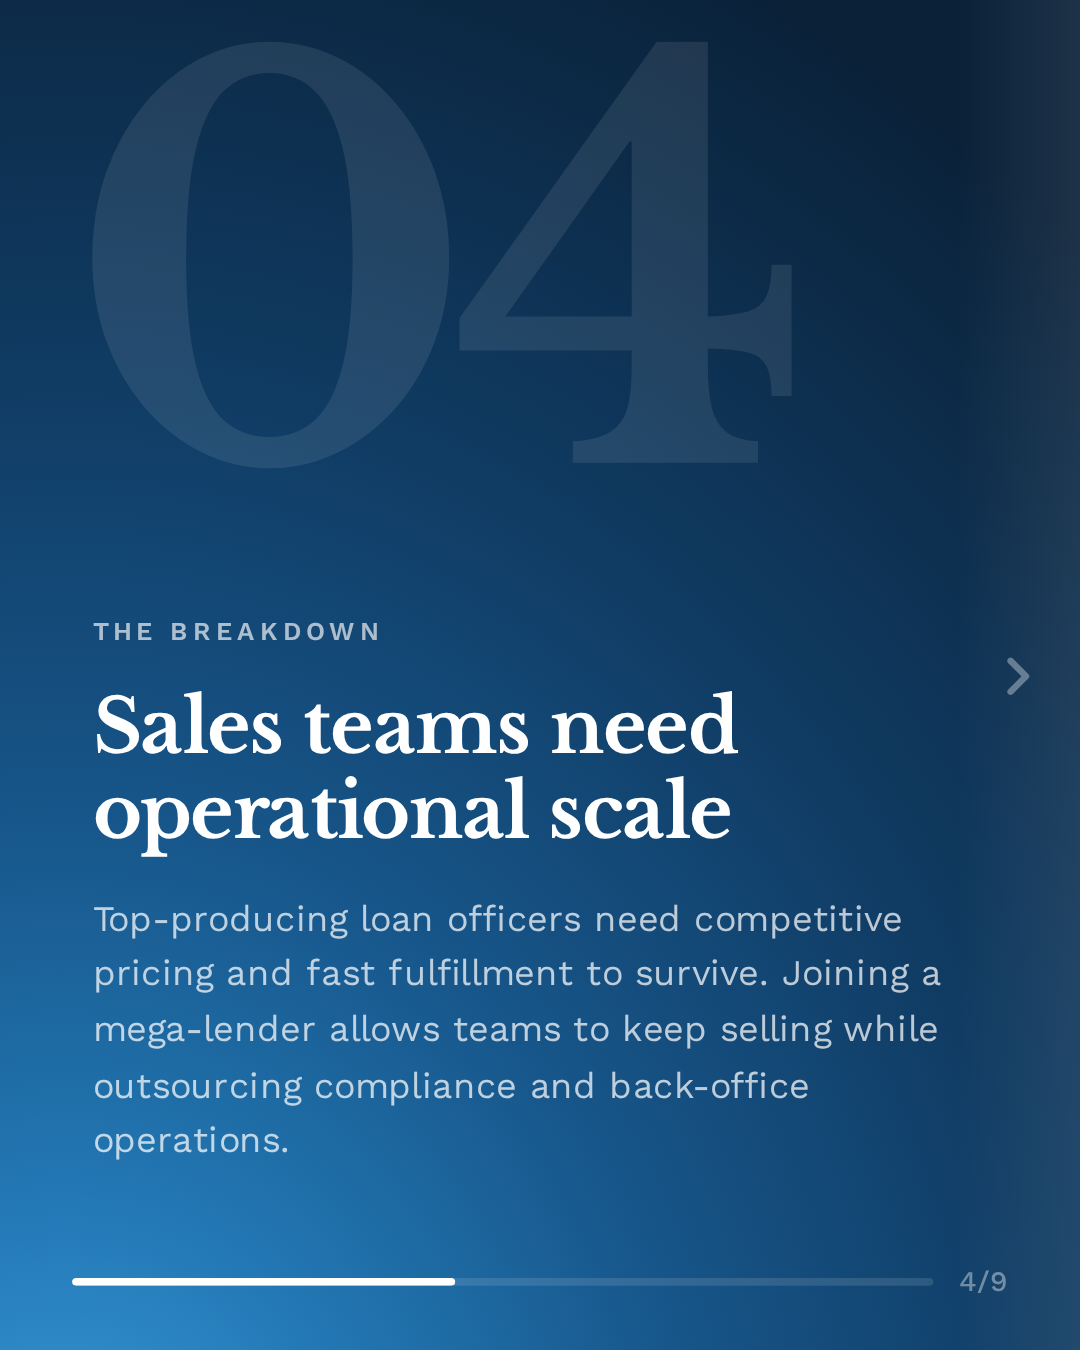 04
THE BREAKDOWN
Sales teams need
operational scale
Top-producing loan officers need competitive
pricing and fast fulfillment to survive. Joining a
mega-lender allows teams to keep selling while
outsourcing compliance and back-office
operations.
4/9